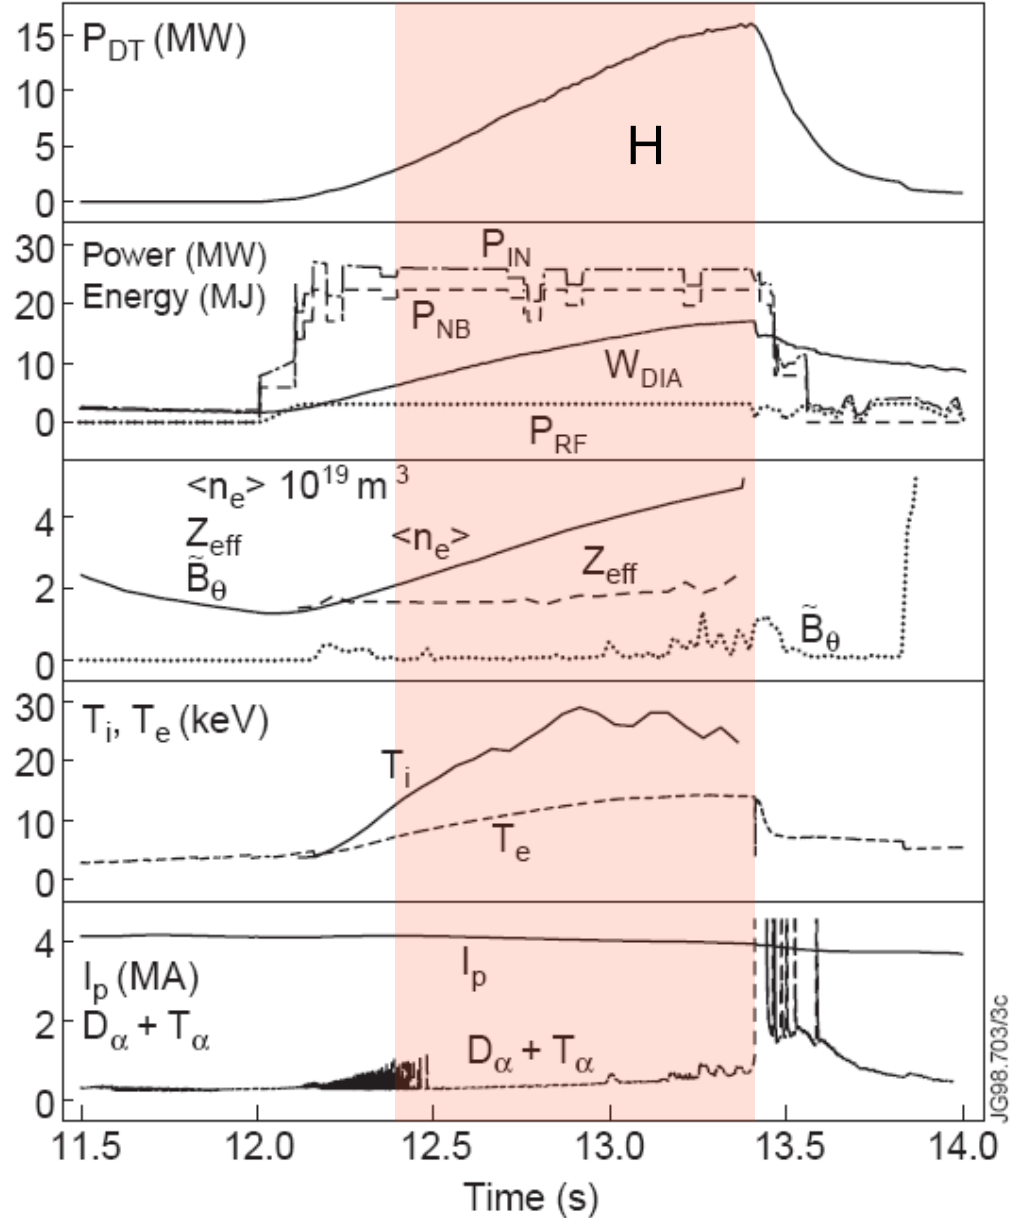 P_DT (MW)
15
10
5
0
H
Power (MW)
Energy (MJ)
30
20
10
0
P_IN
P_NB
W_DIA
P_RF
<n_e> 10^19 m^3
Z_eff
B̃_θ
4
2
0
<n_e>
Z_eff
B̃_θ
T_i, T_e (keV)
30
20
10
0
T_i
T_e
I_p (MA)
D_α + T_α
4
2
0
I_p
D_α + T_α
11.5 12.0 12.5 13.0 13.5 14.0
Time (s)
JG98.703/3c